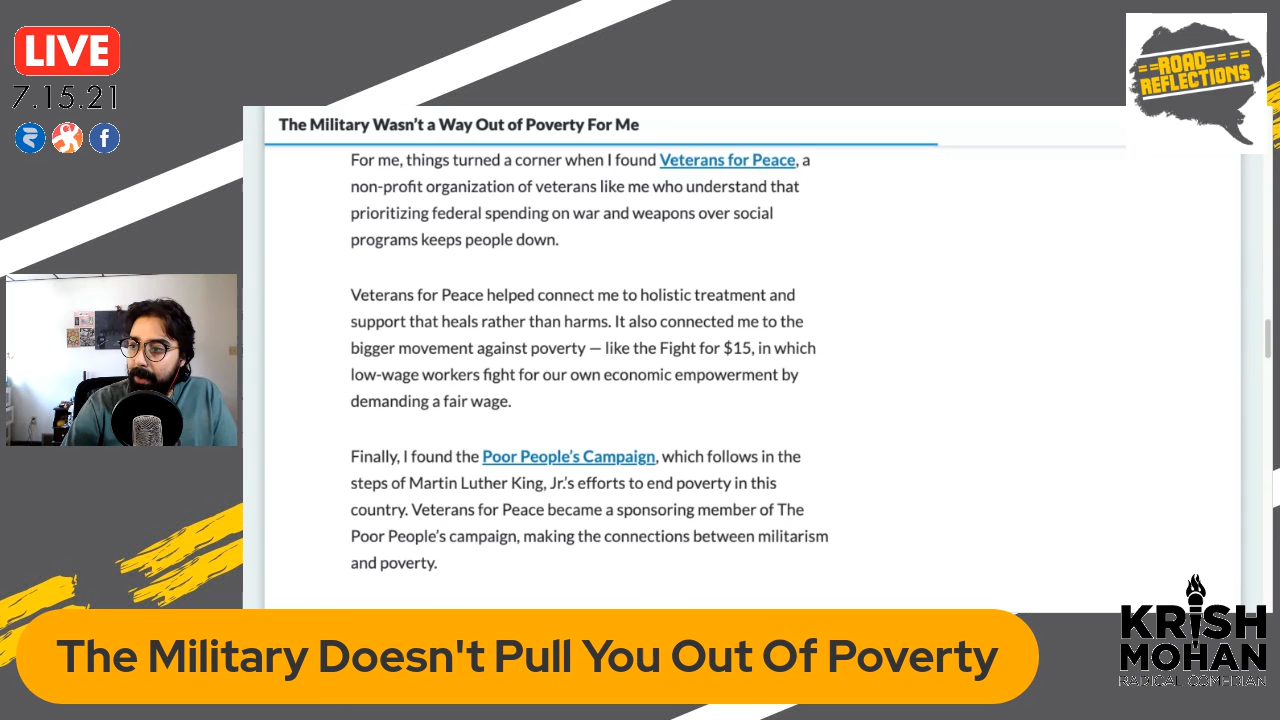 LIVE
7.15.21
==ROAD====
REFLECTIONS
The Military Wasn't a Way Out of Poverty For Me
For me, things turned a corner when I found Veterans for Peace, a
non-profit organization of veterans like me who understand that
prioritizing federal spending on war and weapons over social
programs keeps people down.
Veterans for Peace helped connect me to holistic treatment and
support that heals rather than harms. It also connected me to the
bigger movement against poverty — like the Fight for $15, in which
low-wage workers fight for our own economic empowerment by
demanding a fair wage.
Finally, I found the Poor People's Campaign, which follows in the
steps of Martin Luther King, Jr.'s efforts to end poverty in this
country. Veterans for Peace became a sponsoring member of The
Poor People's campaign, making the connections between militarism
and poverty.
The Military Doesn't Pull You Out Of Poverty
KRISH
MOHAN
RADICAL COMEDIAN